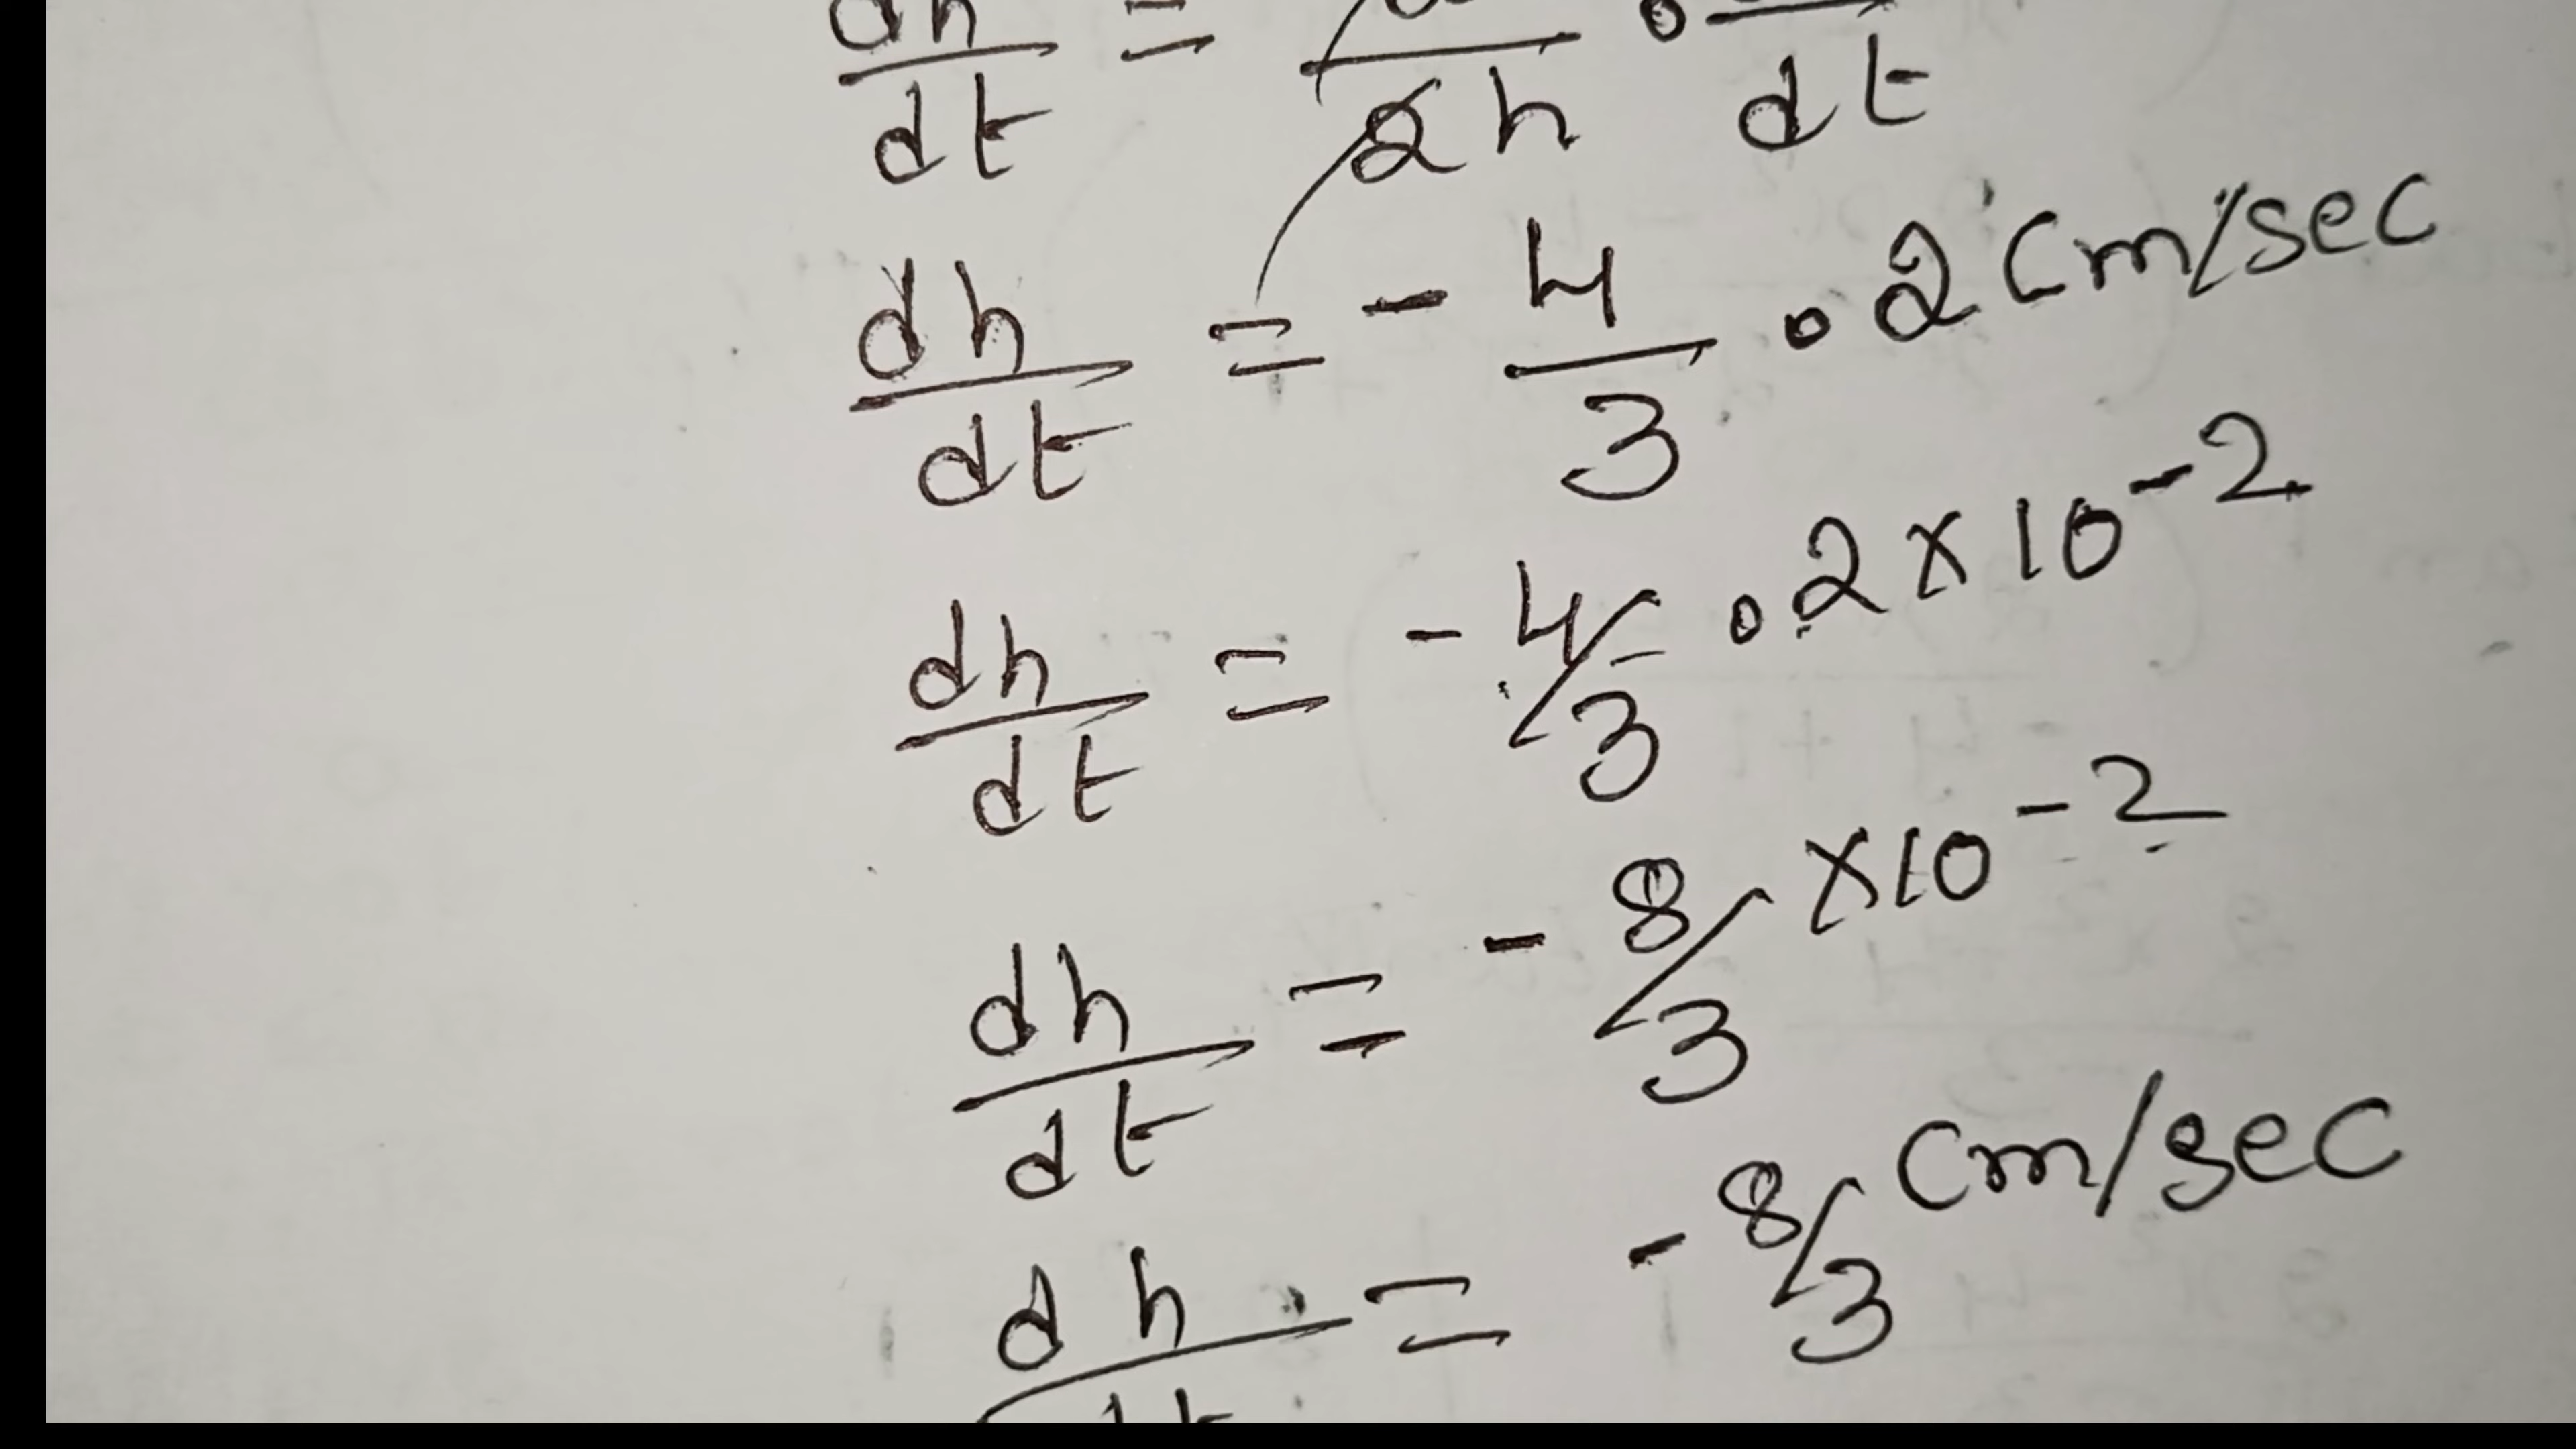 dh/dt = /2h . /dt
dh/dt = - 4/3 . 2 cm/sec
dh/dt = - 4/3 . 2 × 10^-2
dh/dt = - 8/3 × 10^-2
dh/dt = - 8/3 cm/sec